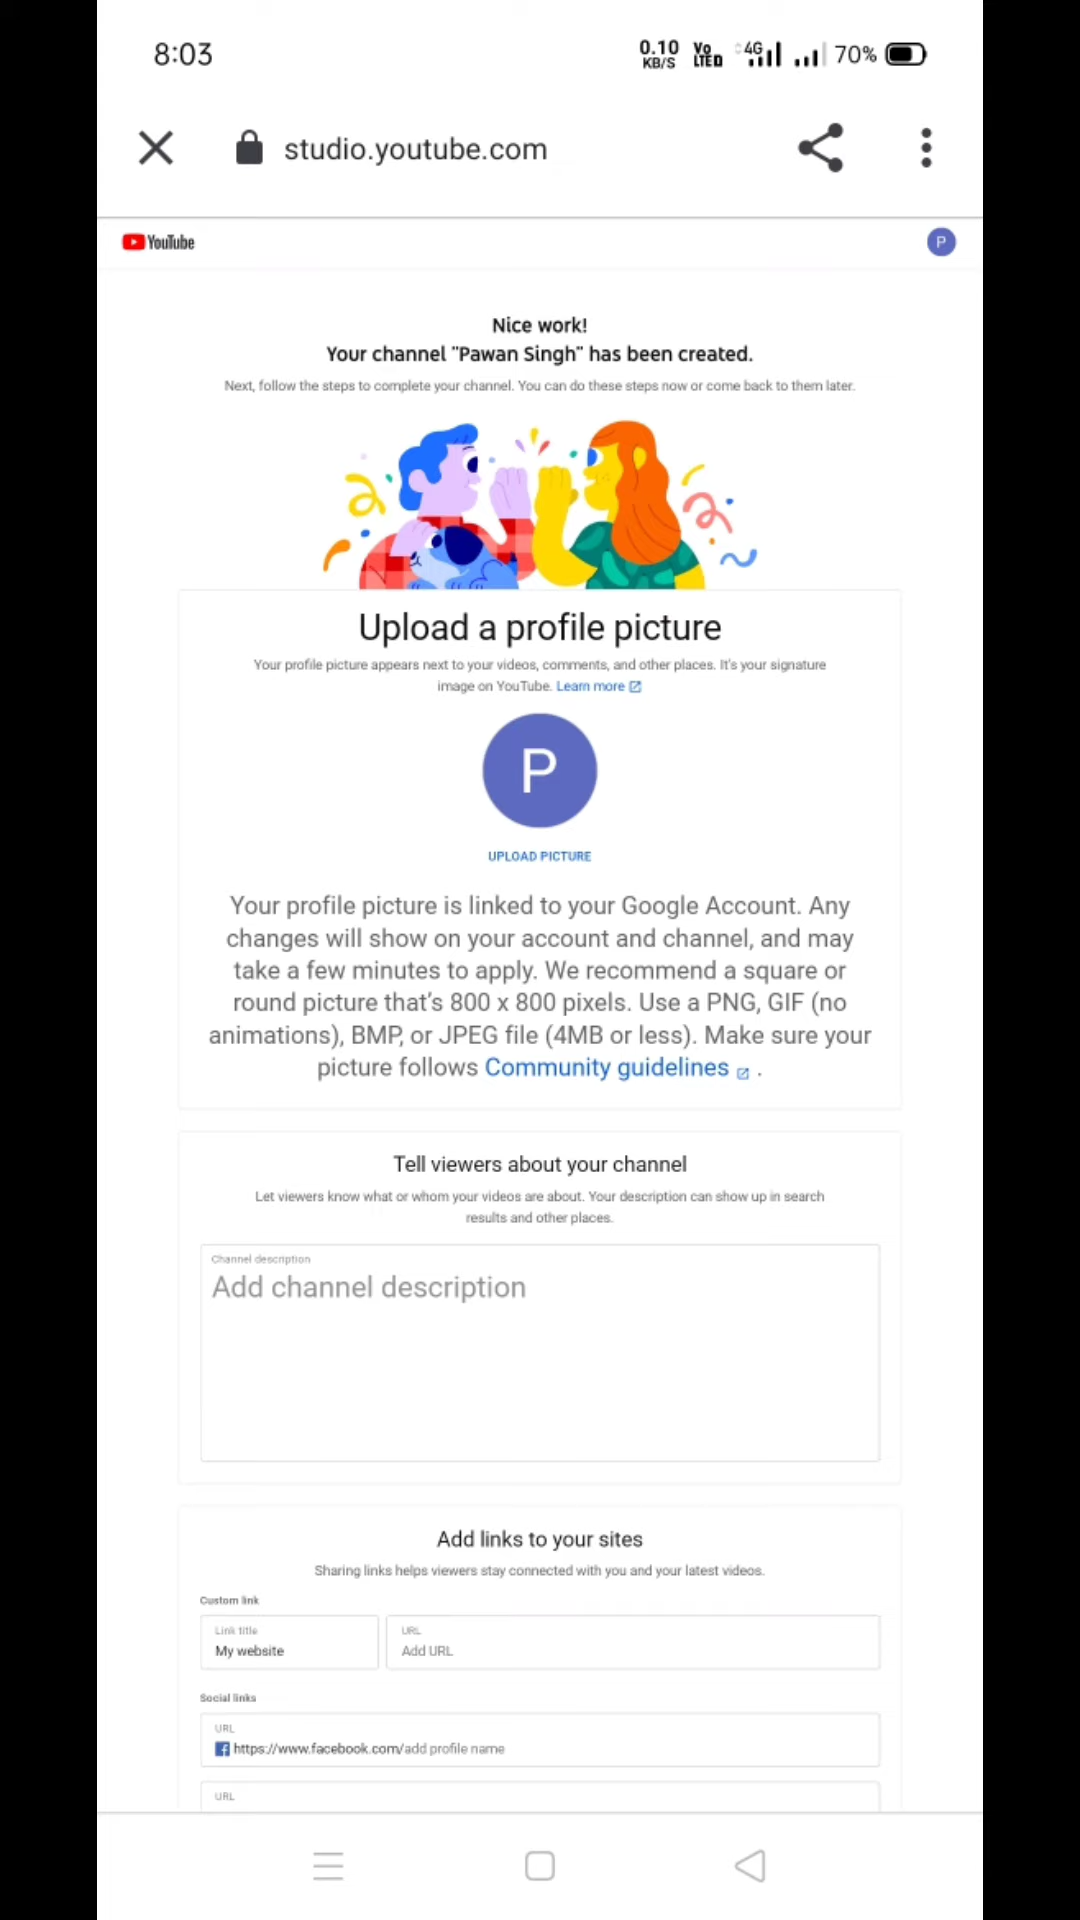 8:03
0.10 KB/S
Vo LTE D
4G
70%
studio.youtube.com
YouTube
P
Nice work!
Your channel "Pawan Singh" has been created.
Next, follow the steps to complete your channel. You can do these steps now or come back to them later.
Upload a profile picture
Your profile picture appears next to your videos, comments, and other places. It's your signature
image on YouTube. Learn more
P
UPLOAD PICTURE
Your profile picture is linked to your Google Account. Any
changes will show on your account and channel, and may
take a few minutes to apply. We recommend a square or
round picture that's 800 x 800 pixels. Use a PNG, GIF (no
animations), BMP, or JPEG file (4MB or less). Make sure your
picture follows Community guidelines .
Tell viewers about your channel
Let viewers know what or whom your videos are about. Your description can show up in search
results and other places.
Channel description
Add channel description
Add links to your sites
Sharing links helps viewers stay connected with you and your latest videos.
Custom link
Link title
My website
URL
Add URL
Social links
URL
https://www.facebook.com/add profile name
URL